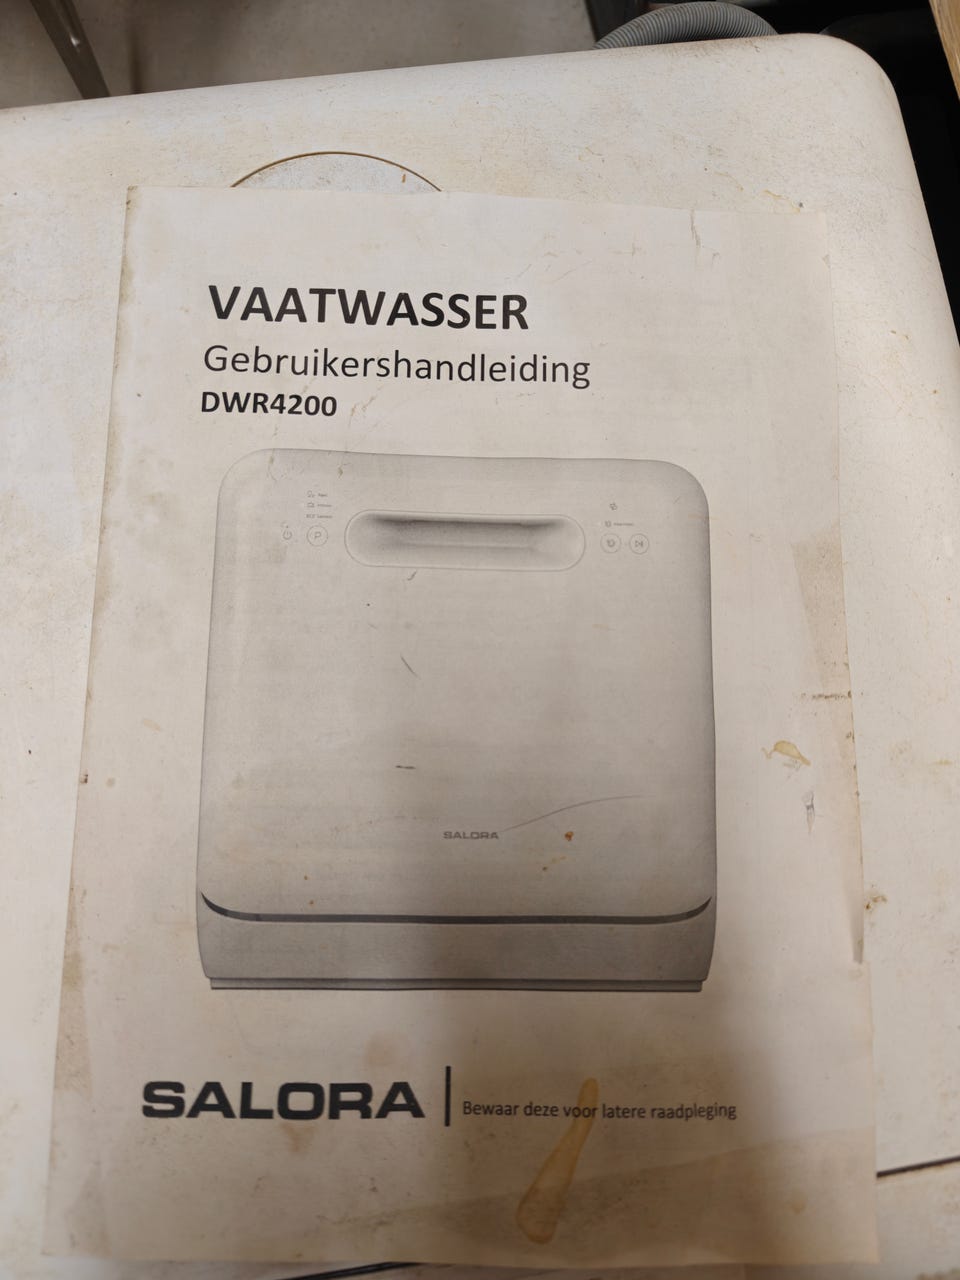 VAATWASSER
Gebruikershandleiding
DWR4200
P
SALORA
SALORA
Bewaar deze voor latere raadpleging